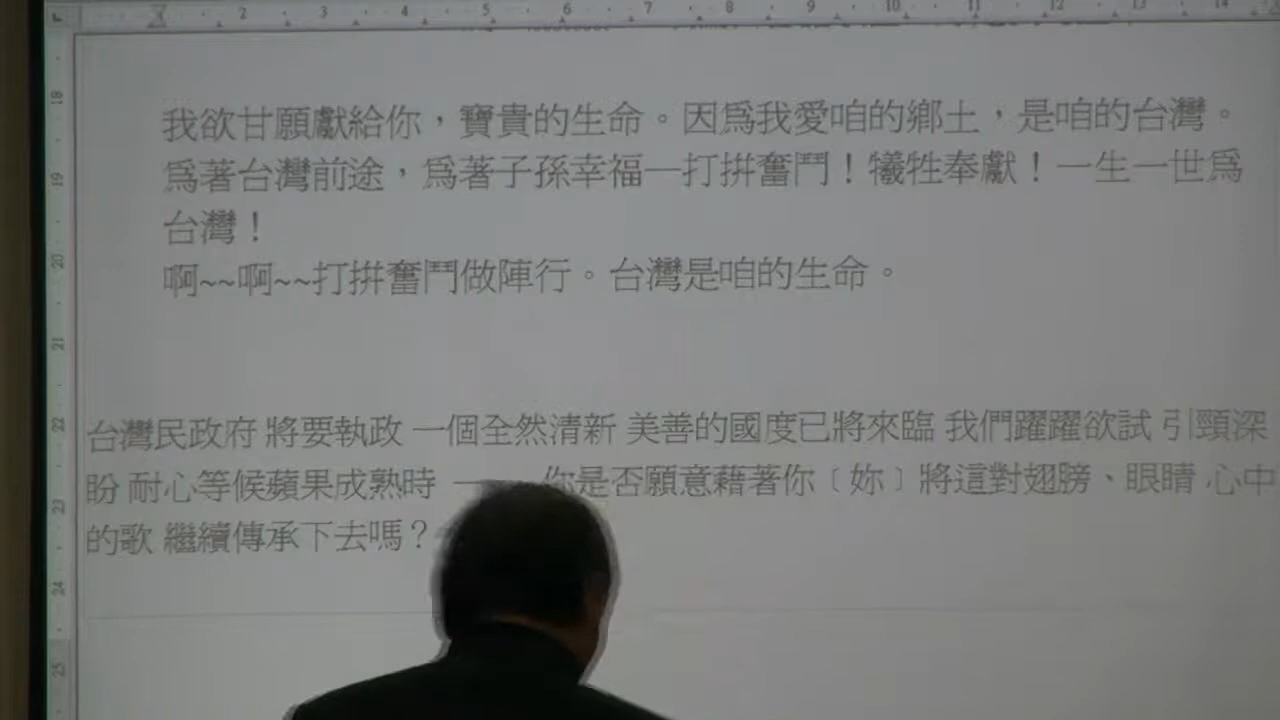 我欲甘願獻給你，寶貴的生命。因爲我愛咱的鄉土，是咱的台灣。
爲著台灣前途，爲著子孫幸福─打拚奮鬥！犧牲奉獻！一生一世爲
台灣！
啊~~啊~~打拚奮鬥做陣行。台灣是咱的生命。
台灣民政府 將要執政 一個全然清新 美善的國度已將來臨 我們躍躍欲試 引頸深
盼 耐心等候蘋果成熟時 一 你是否願意藉著你﹝妳﹞將這對翅膀、眼睛 心中
的歌 繼續傳承下去嗎？